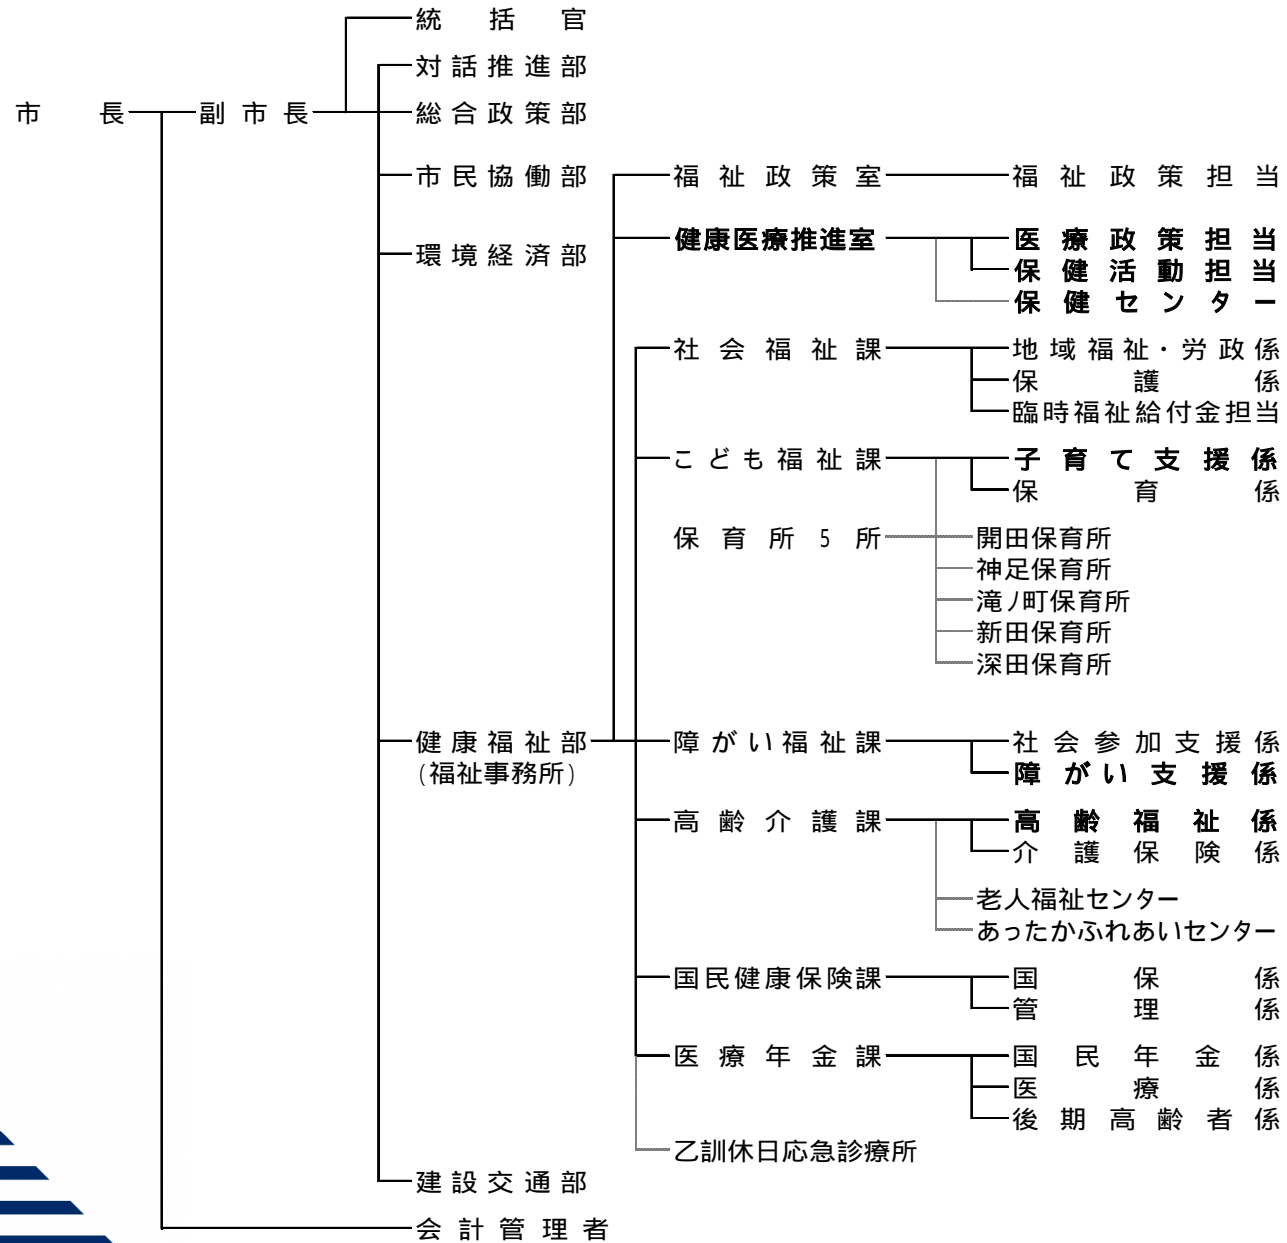 統括官
対話推進部
市長 副市長 総合政策部
市民協働部 福祉政策室 福祉政策担当
健康医療推進室 医療政策担当
環境経済部 保健活動担当
保健センター
社会福祉課 地域福祉・労政係
保護係
臨時福祉給付金担当
こども福祉課 子育て支援係
保育係
保育所5所 開田保育所
神足保育所
滝ノ町保育所
新田保育所
深田保育所
健康福祉部 障がい福祉課 社会参加支援係
(福祉事務所) 障がい支援係
高齢介護課 高齢福祉係
介護保険係
老人福祉センター
あったかふれあいセンター
国民健康保険課 国保係
管理係
医療年金課 国民年金係
医療係
後期高齢者係
乙訓休日応急診療所
建設交通部
会計管理者